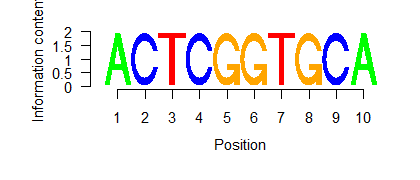 Information content
2
1.5
1
0.5
0
ACTCGGTGCA
1 2 3 4 5 6 7 8 9 10
Position